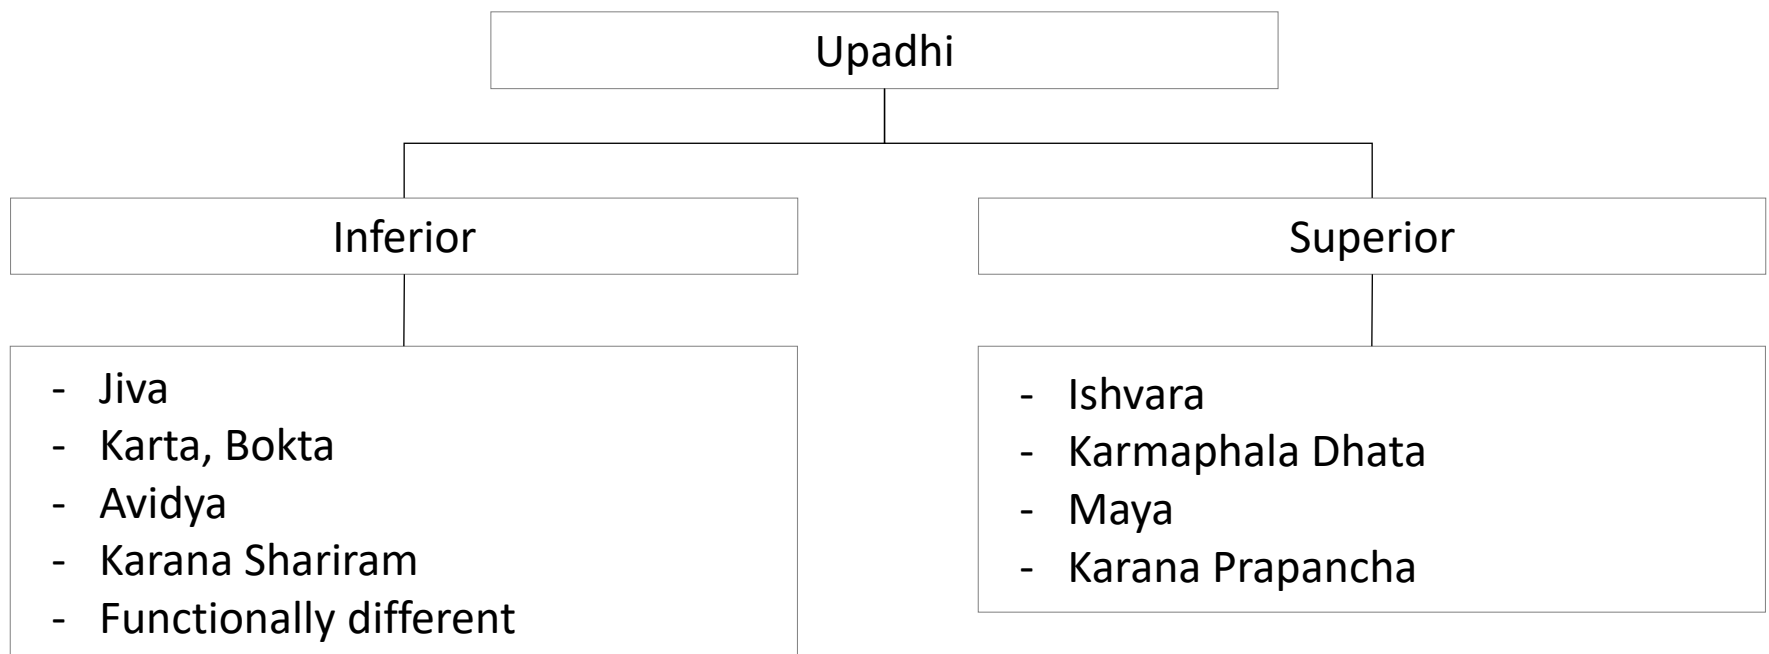 Upadhi
Inferior
Superior
- Jiva
- Karta, Bokta
- Avidya
- Karana Shariram
- Functionally different
- Ishvara
- Karmaphala Dhata
- Maya
- Karana Prapancha